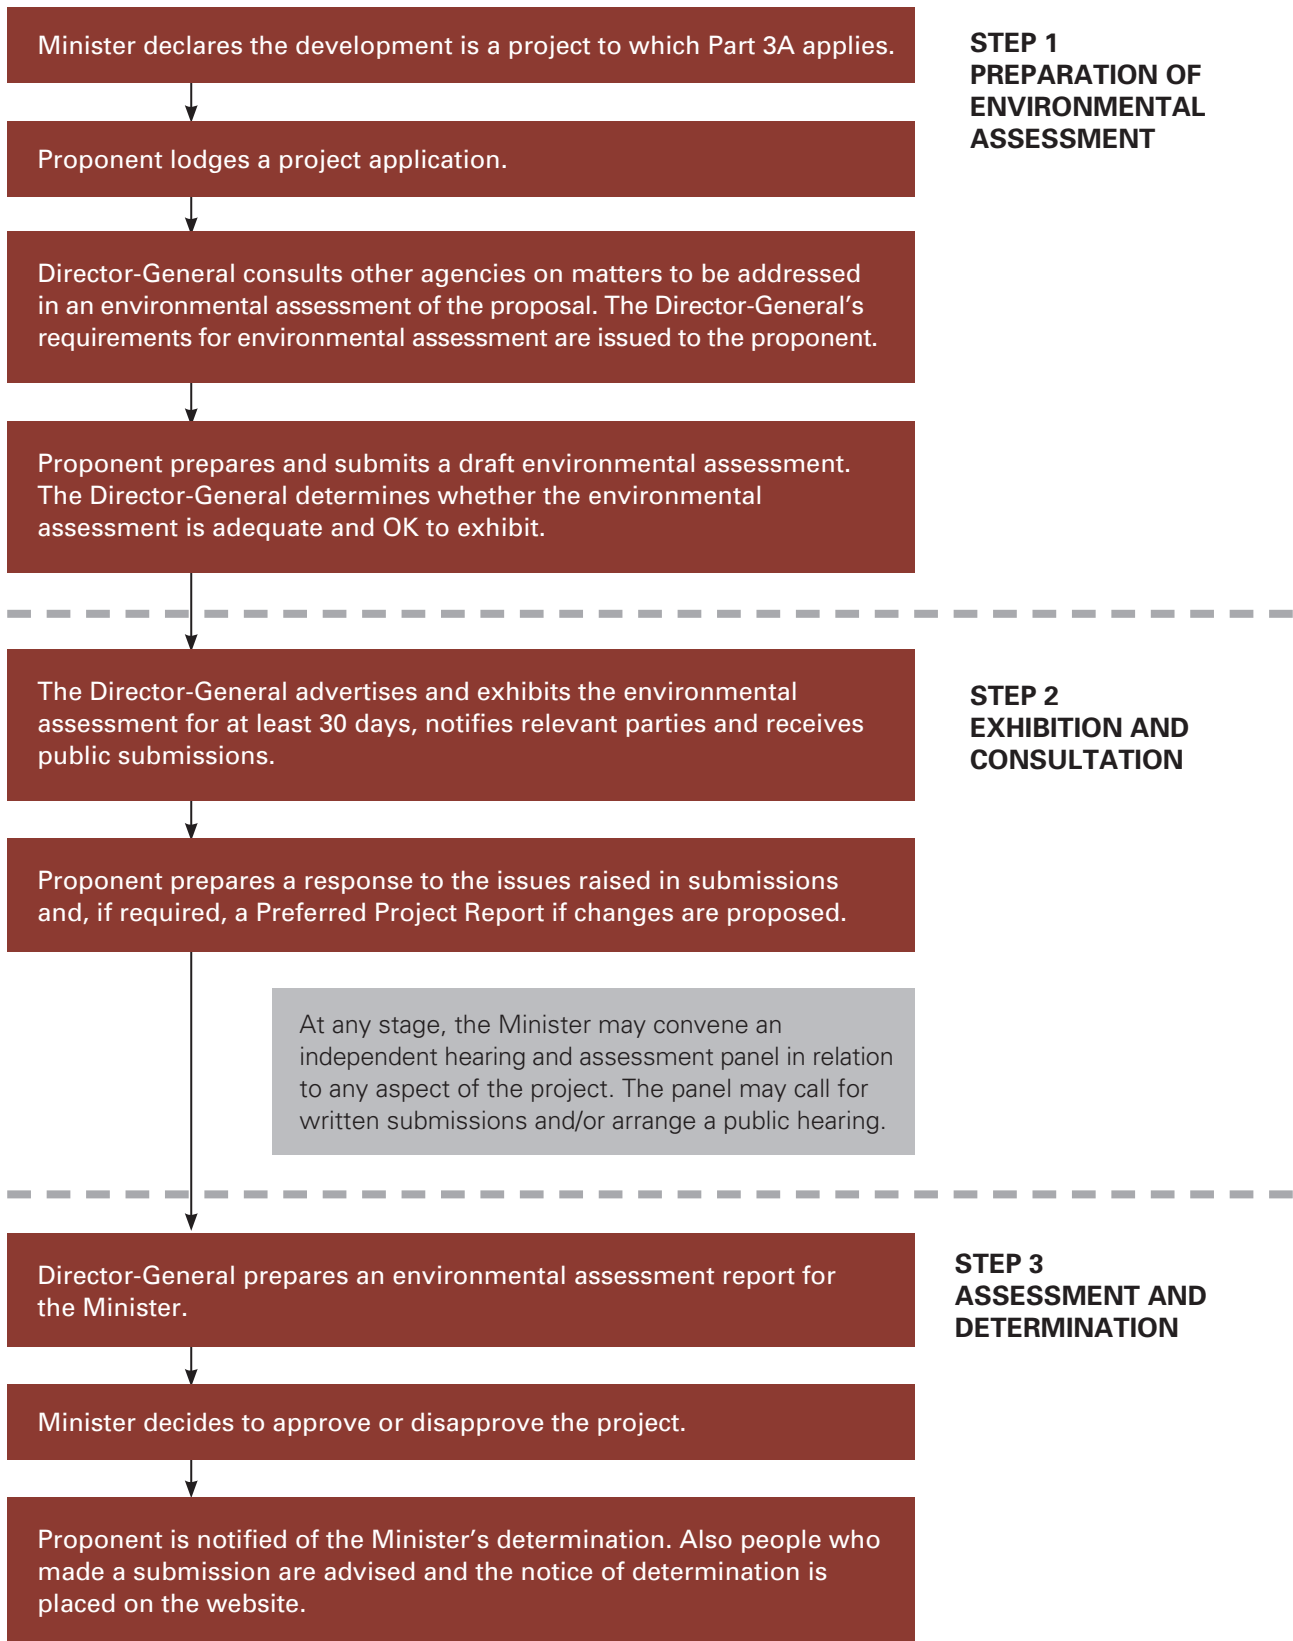 Minister declares the development is a project to which Part 3A applies.
STEP 1
PREPARATION OF
ENVIRONMENTAL
ASSESSMENT
Proponent lodges a project application.
Director-General consults other agencies on matters to be addressed
in an environmental assessment of the proposal. The Director-General’s
requirements for environmental assessment are issued to the proponent.
Proponent prepares and submits a draft environmental assessment.
The Director-General determines whether the environmental
assessment is adequate and OK to exhibit.
The Director-General advertises and exhibits the environmental
assessment for at least 30 days, notifies relevant parties and receives
public submissions.
STEP 2
EXHIBITION AND
CONSULTATION
Proponent prepares a response to the issues raised in submissions
and, if required, a Preferred Project Report if changes are proposed.
At any stage, the Minister may convene an
independent hearing and assessment panel in relation
to any aspect of the project. The panel may call for
written submissions and/or arrange a public hearing.
Director-General prepares an environmental assessment report for
the Minister.
STEP 3
ASSESSMENT AND
DETERMINATION
Minister decides to approve or disapprove the project.
Proponent is notified of the Minister’s determination. Also people who
made a submission are advised and the notice of determination is
placed on the website.